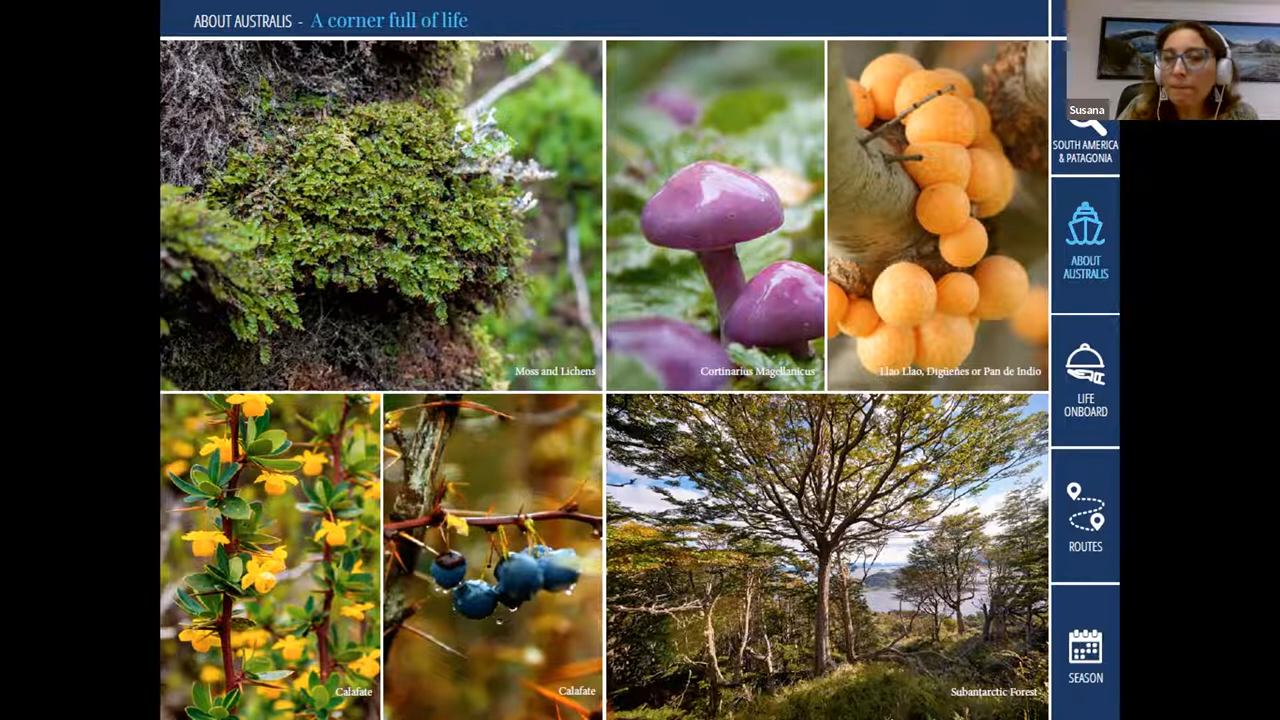 ABOUT AUSTRALIS - A corner full of life
Susana
SOUTH AMERICA
& PATAGONIA
Moss and Lichens
Cortinarius Magellanicus
Llao Llao, Digüeñes or Pan de Indio
ABOUT
AUSTRALIS
LIFE
ONBOARD
ROUTES
Calafate
Calafate
Subantarctic Forest
SEASON